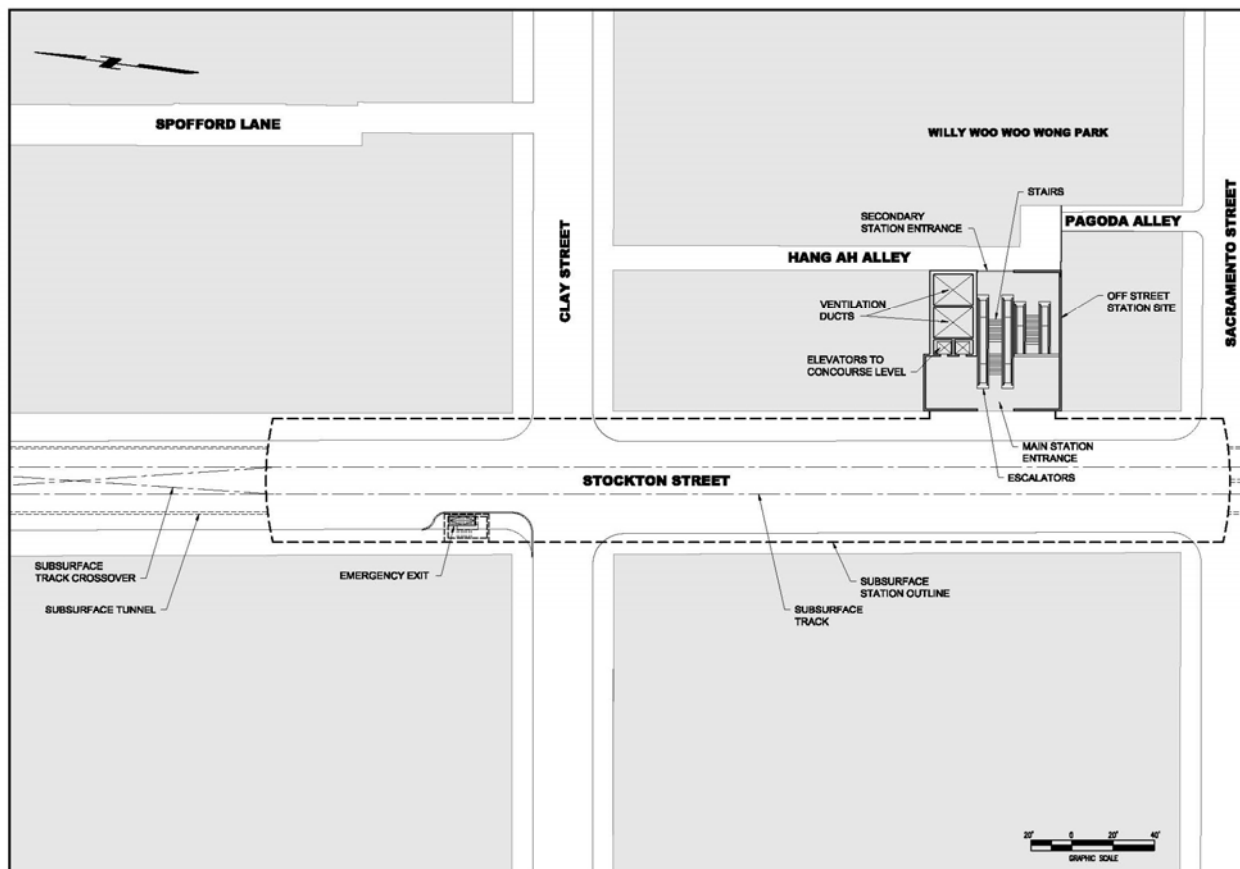 SPOFFORD LANE
WILLY WOO WOO WONG PARK
STAIRS
SECONDARY
STATION ENTRANCE
PAGODA ALLEY
HANG AH ALLEY
CLAY STREET
SACRAMENTO STREET
VENTILATION
DUCTS
OFF STREET
STATION SITE
ELEVATORS TO
CONCOURSE LEVEL
MAIN STATION
ENTRANCE
ESCALATORS
STOCKTON STREET
SUBSURFACE
TRACK CROSSOVER
EMERGENCY EXIT
SUBSURFACE TUNNEL
SUBSURFACE
STATION OUTLINE
SUBSURFACE
TRACK
20' 0 20' 40'
GRAPHIC SCALE